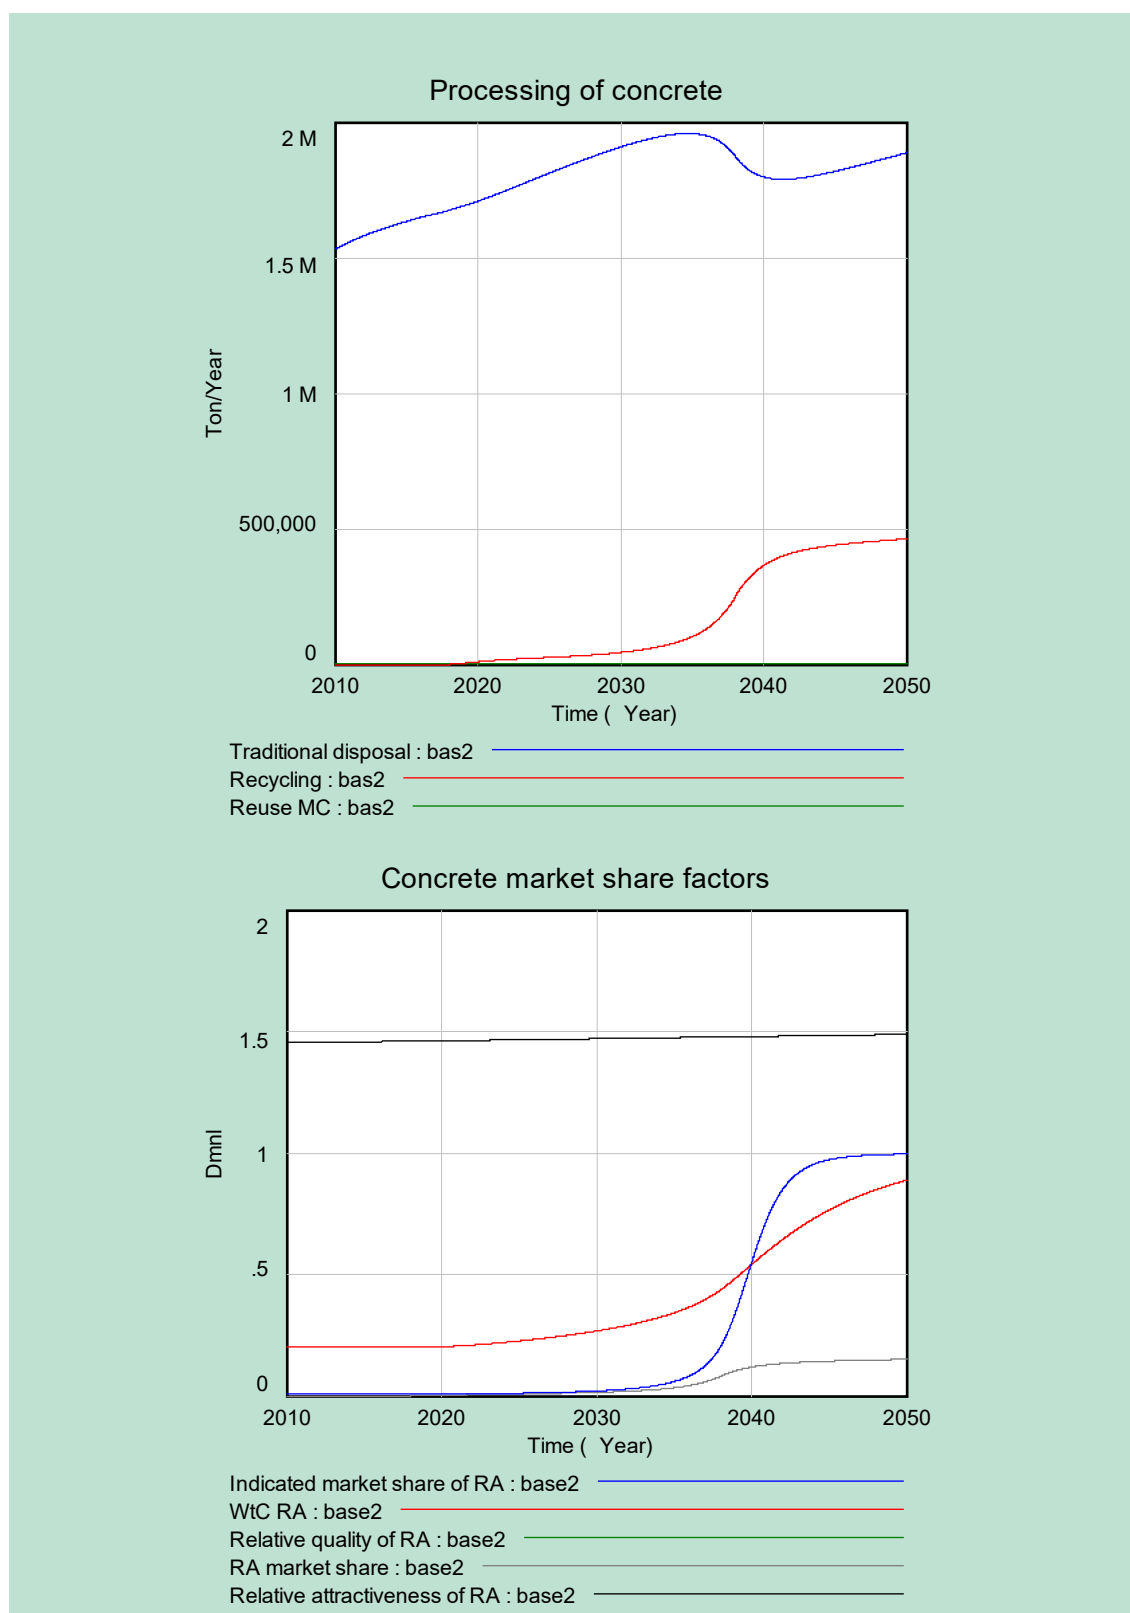 Processing of concrete
2 M
1.5 M
1 M
500,000
0
Ton/Year
2010 2020 2030 2040 2050
Time ( Year)
Traditional disposal : bas2
Recycling : bas2
Reuse MC : bas2
Concrete market share factors
2
1.5
1
.5
0
Dmnl
2010 2020 2030 2040 2050
Time ( Year)
Indicated market share of RA : base2
WtC RA : base2
Relative quality of RA : base2
RA market share : base2
Relative attractiveness of RA : base2